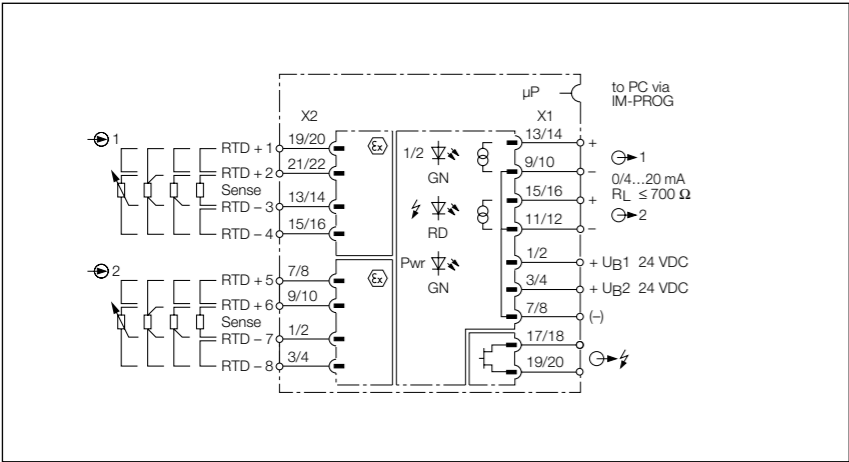 µP
to PC via
IM-PROG
X2
X1
1
RTD + 1 19/20
RTD + 2 21/22
Sense
RTD – 3 13/14
RTD – 4 15/16
2
RTD + 5 7/8
RTD + 6 9/10
Sense
RTD – 7 1/2
RTD – 8 3/4
Ex
Ex
1/2
GN
RD
Pwr
GN
13/14 +
9/10 –
15/16 +
11/12 –
1
0/4...20 mA
RL ≤ 700 Ω
2
1/2 + UB1 24 VDC
3/4 + UB2 24 VDC
7/8 (–)
17/18
19/20